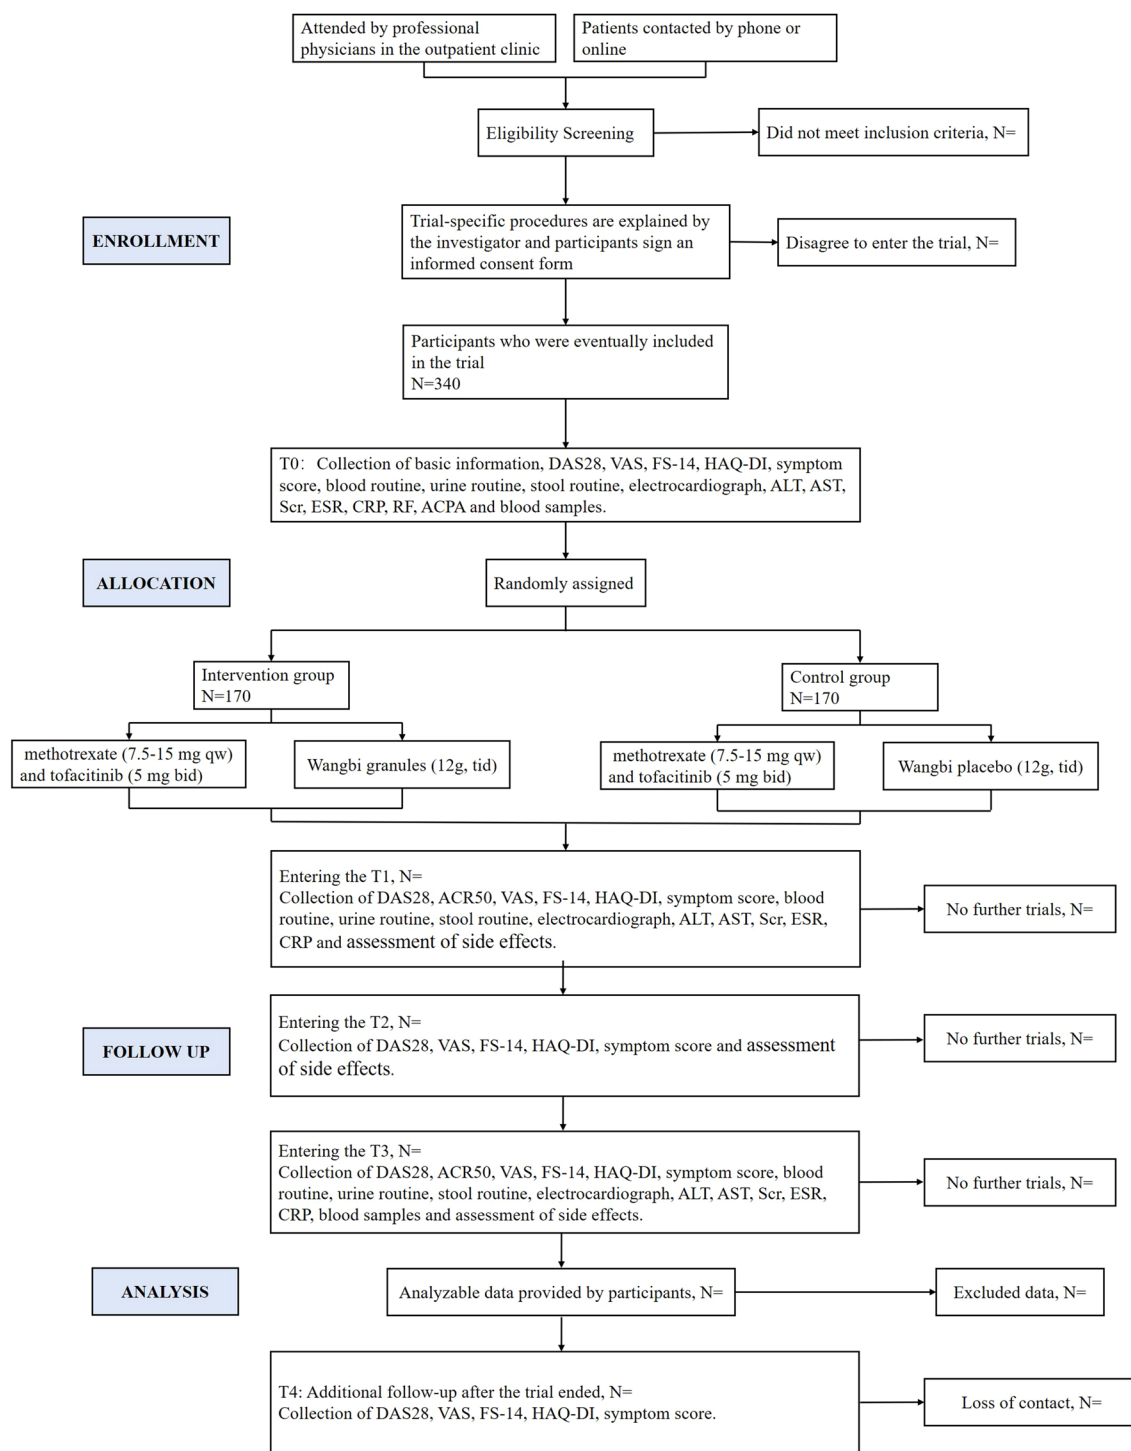 Attended by professional
physicians in the outpatient clinic
Patients contacted by phone or
online
Eligibility Screening
Did not meet inclusion criteria, N=
ENROLLMENT
Trial-specific procedures are explained by
the investigator and participants sign an
informed consent form
Disagree to enter the trial, N=
Participants who were eventually included
in the trial
N=340
T0: Collection of basic information, DAS28, VAS, FS-14, HAQ-DI, symptom
score, blood routine, urine routine, stool routine, electrocardiograph, ALT, AST,
Scr, ESR, CRP, RF, ACPA and blood samples.
ALLOCATION
Randomly assigned
Intervention group
N=170
Control group
N=170
methotrexate (7.5-15 mg qw)
and tofacitinib (5 mg bid)
Wangbi granules (12g, tid)
methotrexate (7.5-15 mg qw)
and tofacitinib (5 mg bid)
Wangbi placebo (12g, tid)
Entering the T1, N=
Collection of DAS28, ACR50, VAS, FS-14, HAQ-DI, symptom score, blood
routine, urine routine, stool routine, electrocardiograph, ALT, AST, Scr, ESR,
CRP and assessment of side effects.
No further trials, N=
FOLLOW UP
Entering the T2, N=
Collection of DAS28, VAS, FS-14, HAQ-DI, symptom score and assessment
of side effects.
No further trials, N=
Entering the T3, N=
Collection of DAS28, ACR50, VAS, FS-14, HAQ-DI, symptom score, blood
routine, urine routine, stool routine, electrocardiograph, ALT, AST, Scr, ESR,
CRP, blood samples and assessment of side effects.
No further trials, N=
ANALYSIS
Analyzable data provided by participants, N=
Excluded data, N=
T4: Additional follow-up after the trial ended, N=
Collection of DAS28, VAS, FS-14, HAQ-DI, symptom score.
Loss of contact, N=